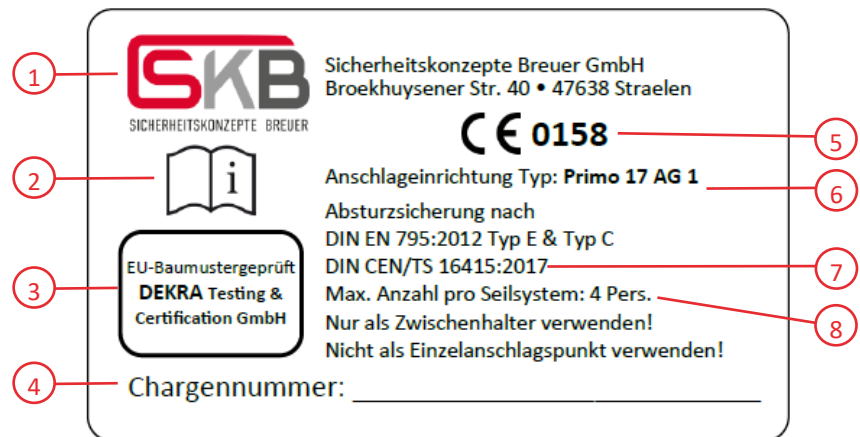 1
SKB
SICHERHEITSKONZEPTE BREUER
Sicherheitskonzepte Breuer GmbH
Broekhuysener Str. 40 • 47638 Straelen
CE 0158
5
2
i
Anschlageinrichtung Typ: Primo 17 AG 1
6
Absturzsicherung nach
DIN EN 795:2012 Typ E & Typ C
DIN CEN/TS 16415:2017
7
Max. Anzahl pro Seilsystem: 4 Pers.
8
Nur als Zwischenhalter verwenden!
Nicht als Einzelanschlagspunkt verwenden!
3
EU-Baumustergeprüft
DEKRA Testing &
Certification GmbH
4
Chargennummer: